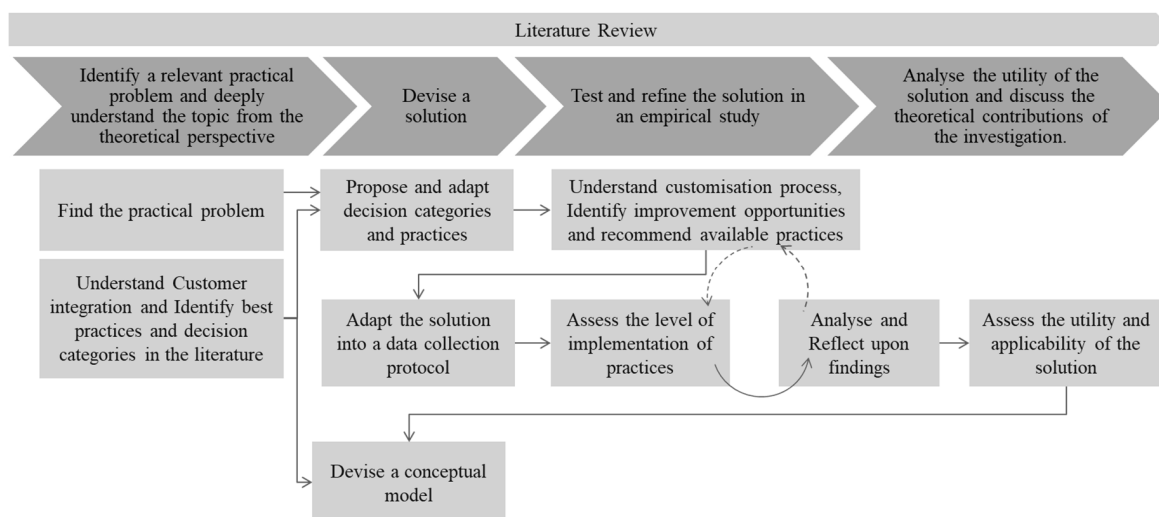 Literature Review
Identify a relevant practical
problem and deeply
understand the topic from the
theoretical perspective
Devise a
solution
Test and refine the solution in
an empirical study
Analyse the utility of the
solution and discuss the
theoretical contributions of
the investigation.
Find the practical problem
Propose and adapt
decision categories
and practices
Understand customisation process,
Identify improvement opportunities
and recommend available practices
Understand Customer
integration and Identify best
practices and decision
categories in the literature
Adapt the solution
into a data collection
protocol
Assess the level of
implementation of
practices
Analyse and
Reflect upon
findings
Assess the utility and
applicability of the
solution
Devise a conceptual
model